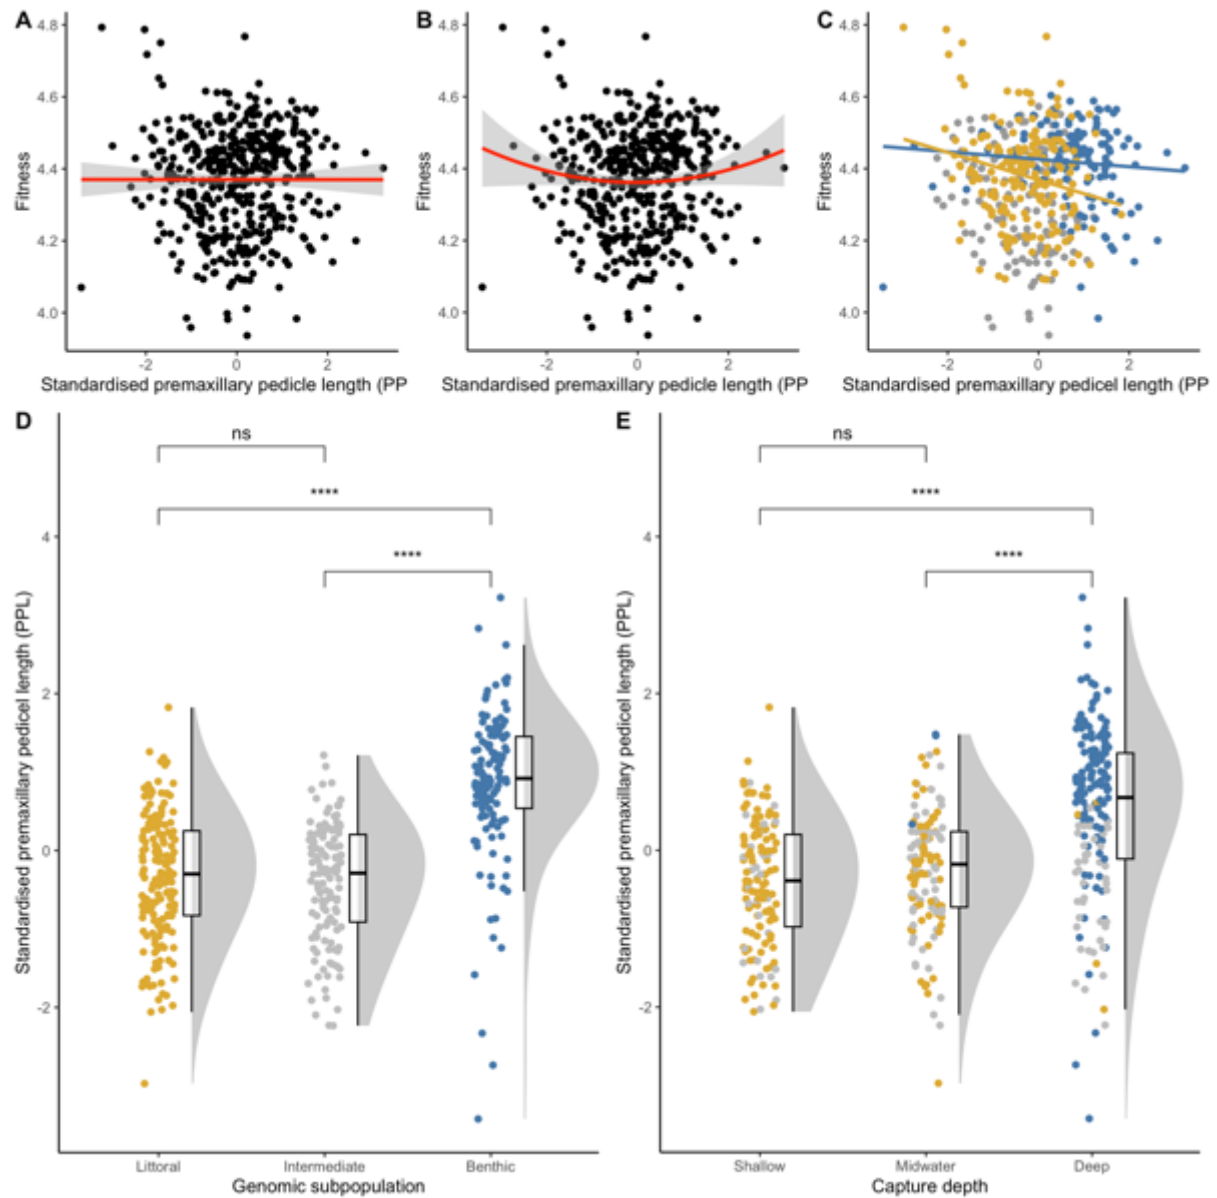 A
B
C
4.8
4.6
4.4
4.2
4.0
Fitness
-2
0
2
Standardised premaxillary pedicle length (PP
4.8
4.6
4.4
4.2
4.0
Fitness
-2
0
2
Standardised premaxillary pedicle length (PP
4.8
4.6
4.4
4.2
4.0
Fitness
-2
0
2
Standardised premaxillary pedicel length (PP
D
ns
****
****
4
2
0
-2
Standardised premaxillary pedicel length (PPL)
Littoral
Intermediate
Benthic
Genomic subpopulation
E
ns
****
****
4
2
0
-2
Standardised premaxillary pedicel length (PPL)
Shallow
Midwater
Deep
Capture depth